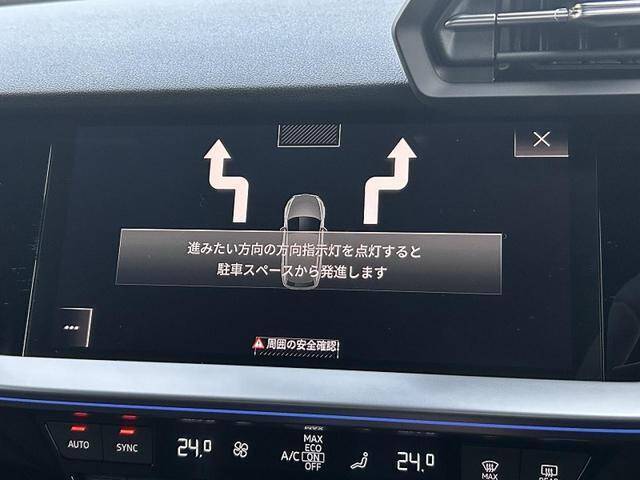 進みたい方向の方向指示灯を点灯すると
駐車スペースから発進します
周囲の安全確認
AUTO
SYNC
24.0
A/C
MAX
ECO
ON
OFF
24.0
MAX
REAR